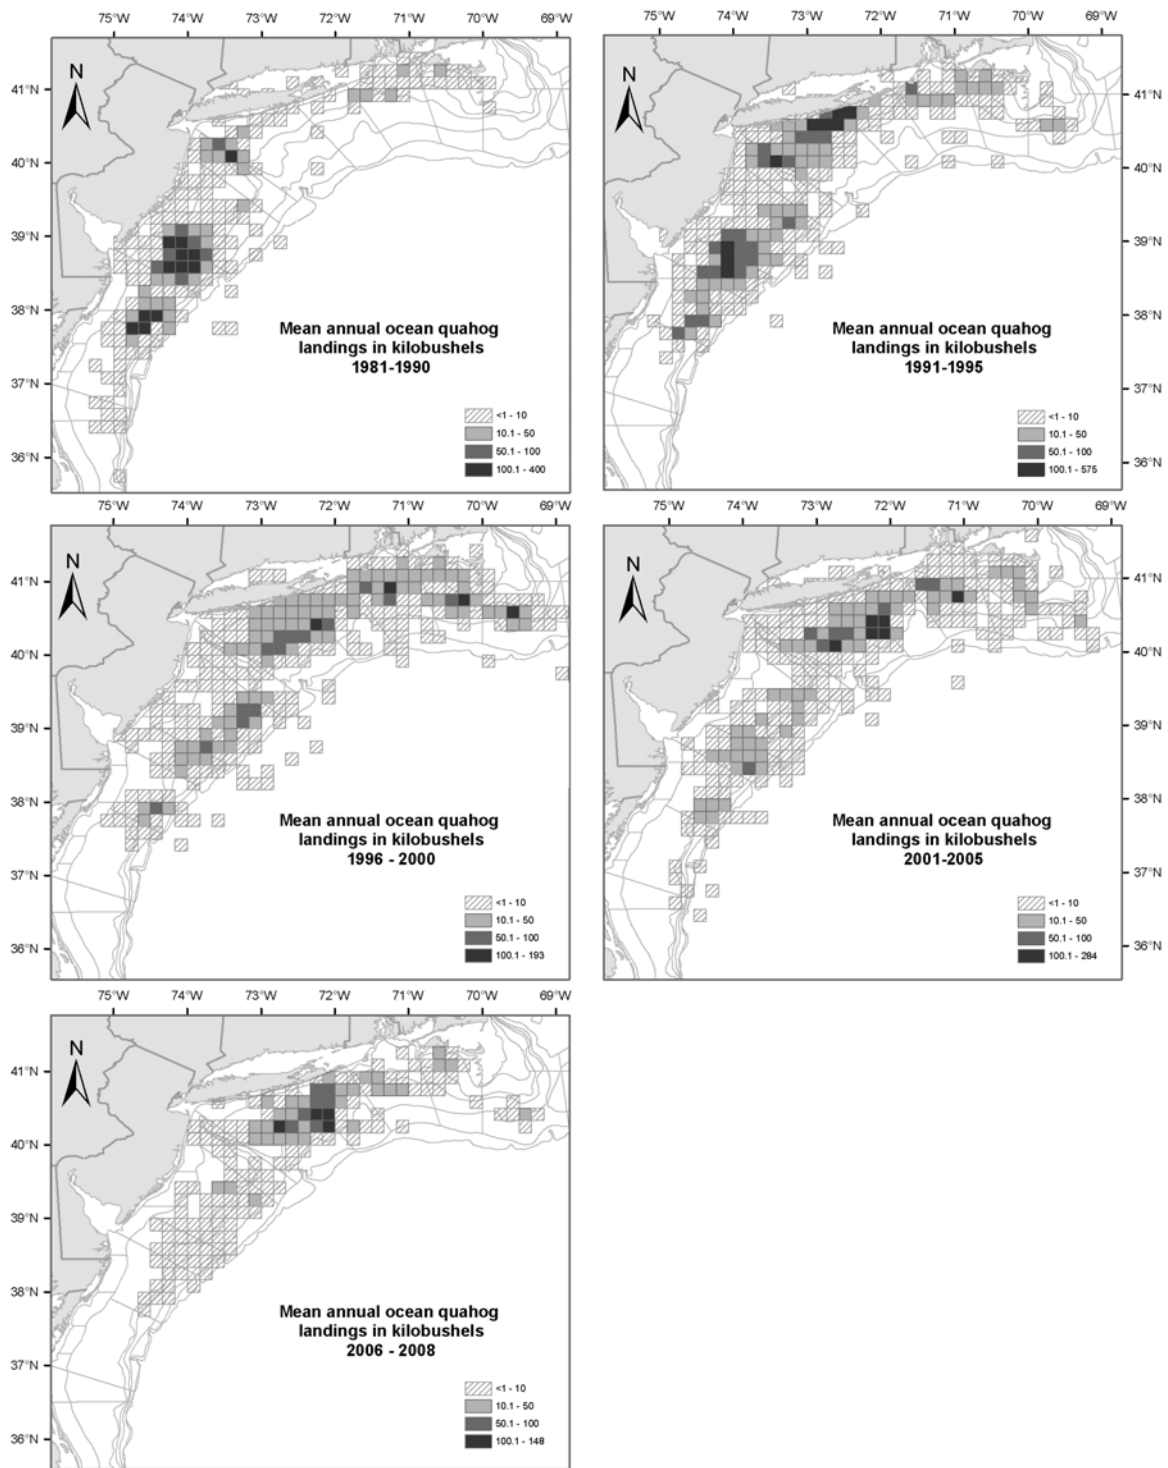 75°W 74°W 73°W 72°W 71°W 70°W 69°W
N
41°N
40°N
39°N
38°N
37°N
36°N
Mean annual ocean quahog
landings in kilobushels
1981-1990
<1 - 10
10.1 - 50
50.1 - 100
100.1 - 400
75°W 74°W 73°W 72°W 71°W 70°W 69°W
N
41°N
40°N
39°N
38°N
37°N
36°N
Mean annual ocean quahog
landings in kilobushels
1991-1995
<1 - 10
10.1 - 50
50.1 - 100
100.1 - 575
75°W 74°W 73°W 72°W 71°W 70°W 69°W
N
41°N
40°N
39°N
38°N
37°N
36°N
Mean annual ocean quahog
landings in kilobushels
1996 - 2000
<1 - 10
10.1 - 50
50.1 - 100
100.1 - 193
75°W 74°W 73°W 72°W 71°W 70°W 69°W
N
41°N
40°N
39°N
38°N
37°N
36°N
Mean annual ocean quahog
landings in kilobushels
2001-2005
<1 - 10
10.1 - 50
50.1 - 100
100.1 - 284
75°W 74°W 73°W 72°W 71°W 70°W 69°W
N
41°N
40°N
39°N
38°N
37°N
36°N
Mean annual ocean quahog
landings in kilobushels
2006 - 2008
<1 - 10
10.1 - 50
50.1 - 100
100.1 - 148